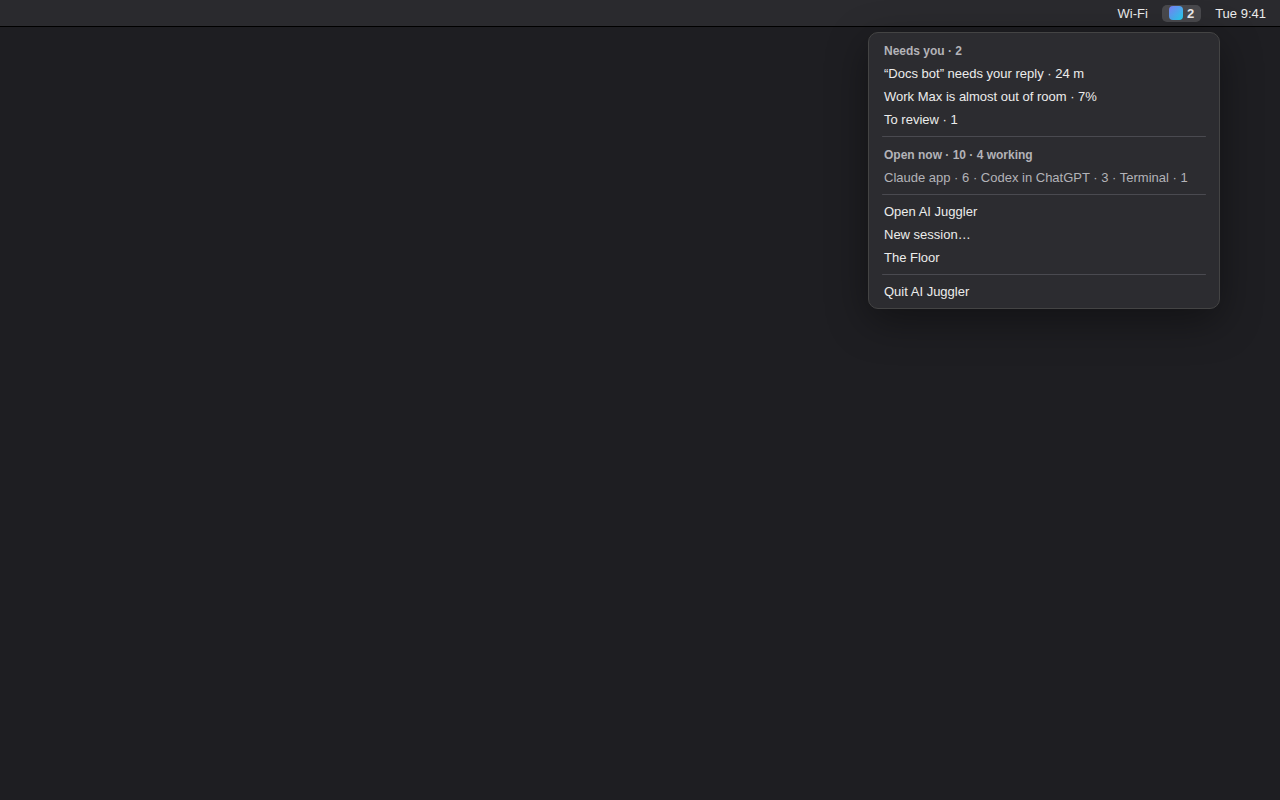 Wi-Fi 2 Tue 9:41
Needs you · 2
“Docs bot” needs your reply · 24 m
Work Max is almost out of room · 7%
To review · 1
Open now · 10 · 4 working
Claude app · 6 · Codex in ChatGPT · 3 · Terminal · 1
Open AI Juggler
New session…
The Floor
Quit AI Juggler